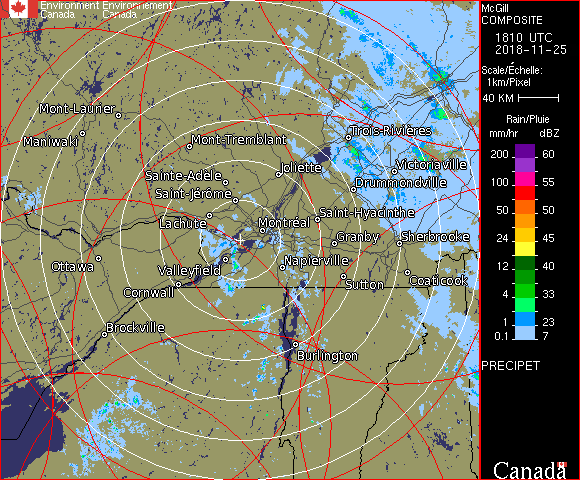 Environment Environnement
Canada Canada
McGill
COMPOSITE
1810 UTC
2018-11-25
Scale/Échelle:
1km/Pixel
40 KM
Rain/Pluie
mm/hr dBZ
200 60
100 55
50 50
24 45
12 40
8 35
4 33
1 23
0.1 7
PRECIPET
Canada
Mont-Laurier
Maniwaki
Mont-Tremblant
Trois-Rivières
Joliette
Victoriaville
Sainte-Adèle
Drummondville
Saint-Jérôme
Saint-Hyacinthe
Lachute
Montréal
Granby
Sherbrooke
Ottawa
Valleyfield
Napierville
Cornwall
Sutton
Coaticook
Brockville
Burlington